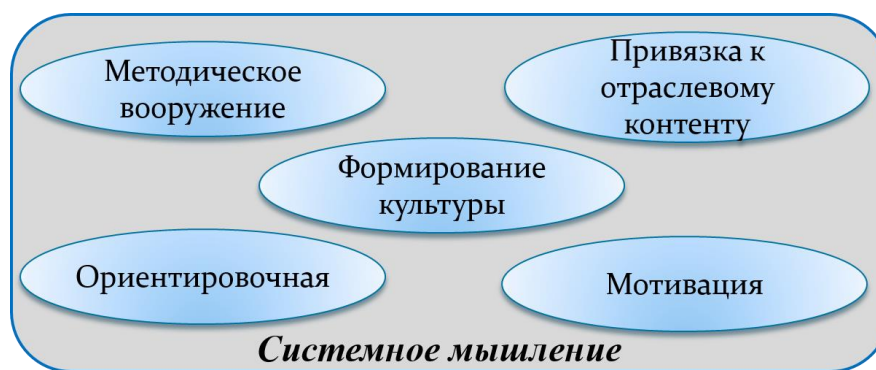 Методическое
вооружение
Привязка к
отраслевому
контенту
Формирование
культуры
Ориентировочная
Мотивация
Системное мышление